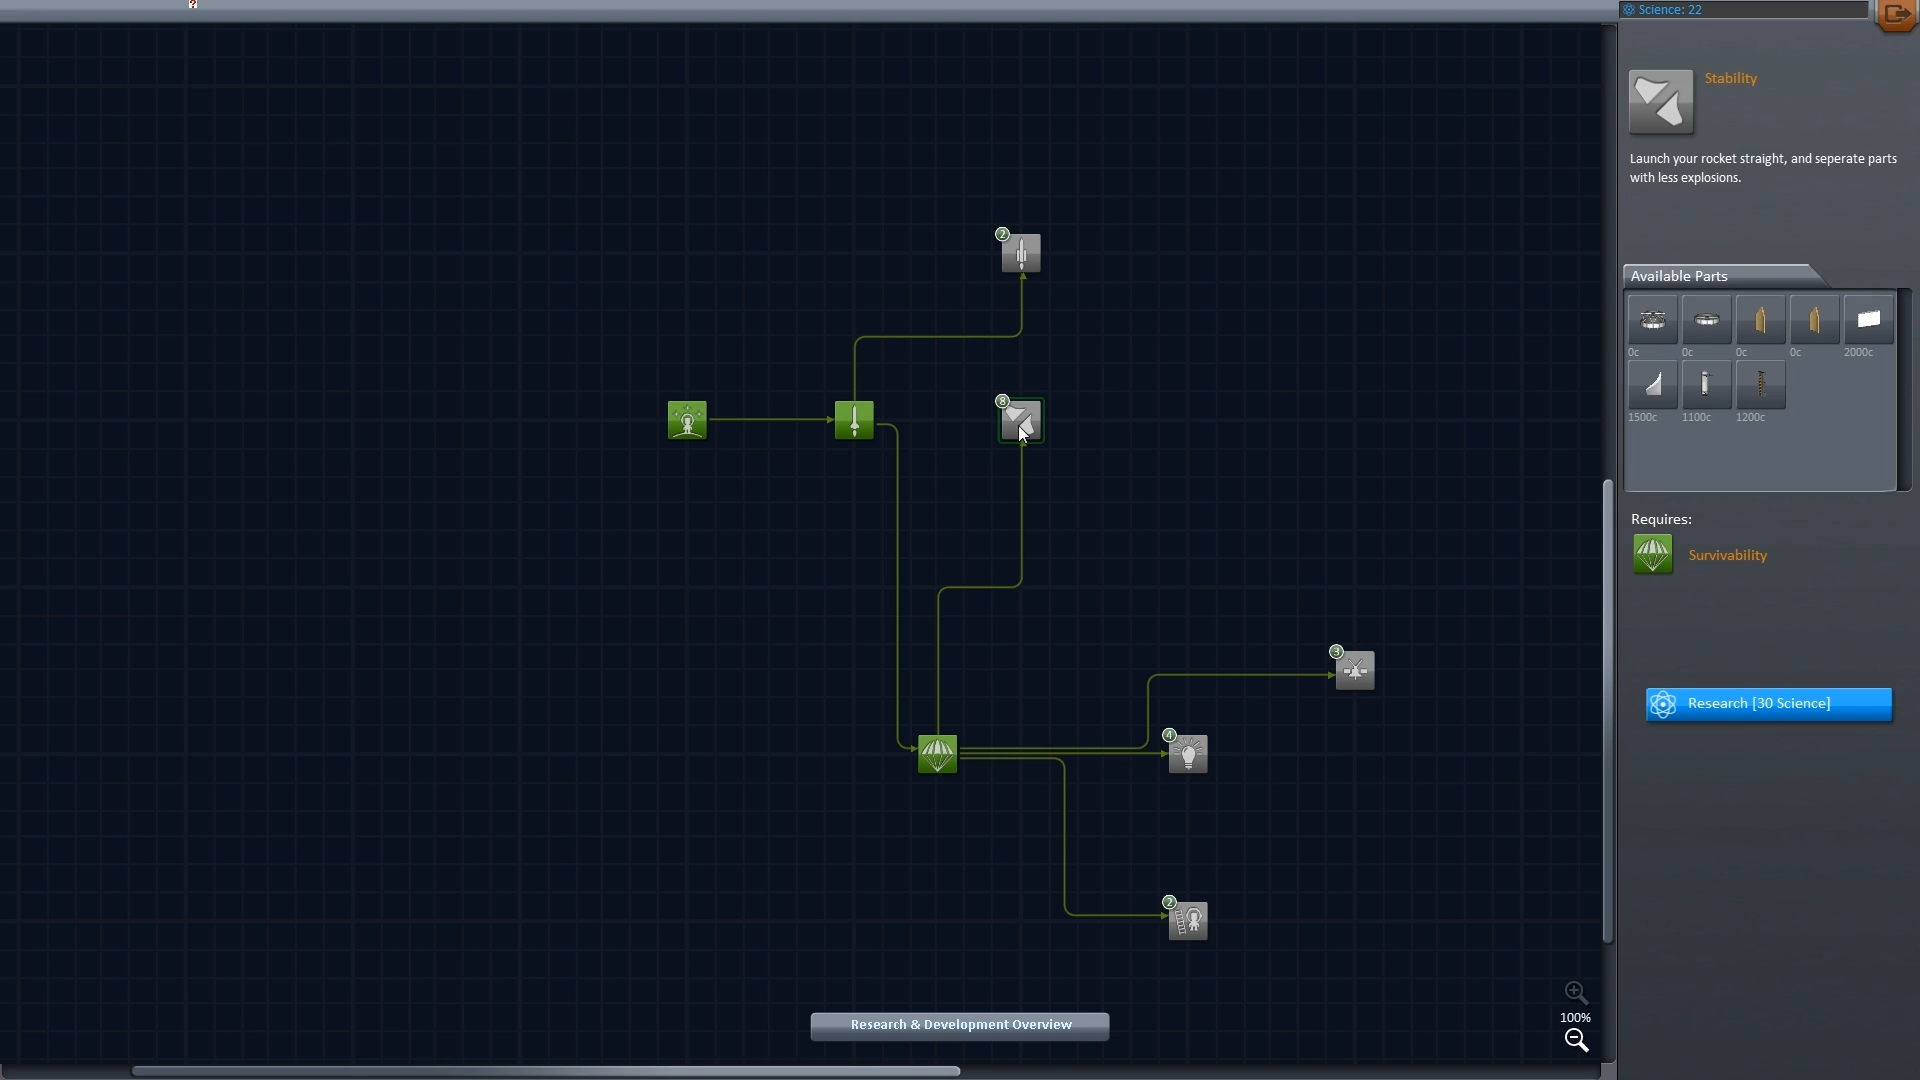 ?
Science: 22
Stability
Launch your rocket straight, and seperate parts
with less explosions.
2
Available Parts
8
0c 0c 0c 0c 2000c
1500c 1100c 1200c
Requires:
Survivability
3
Research [30 Science]
4
2
100%
Research & Development Overview